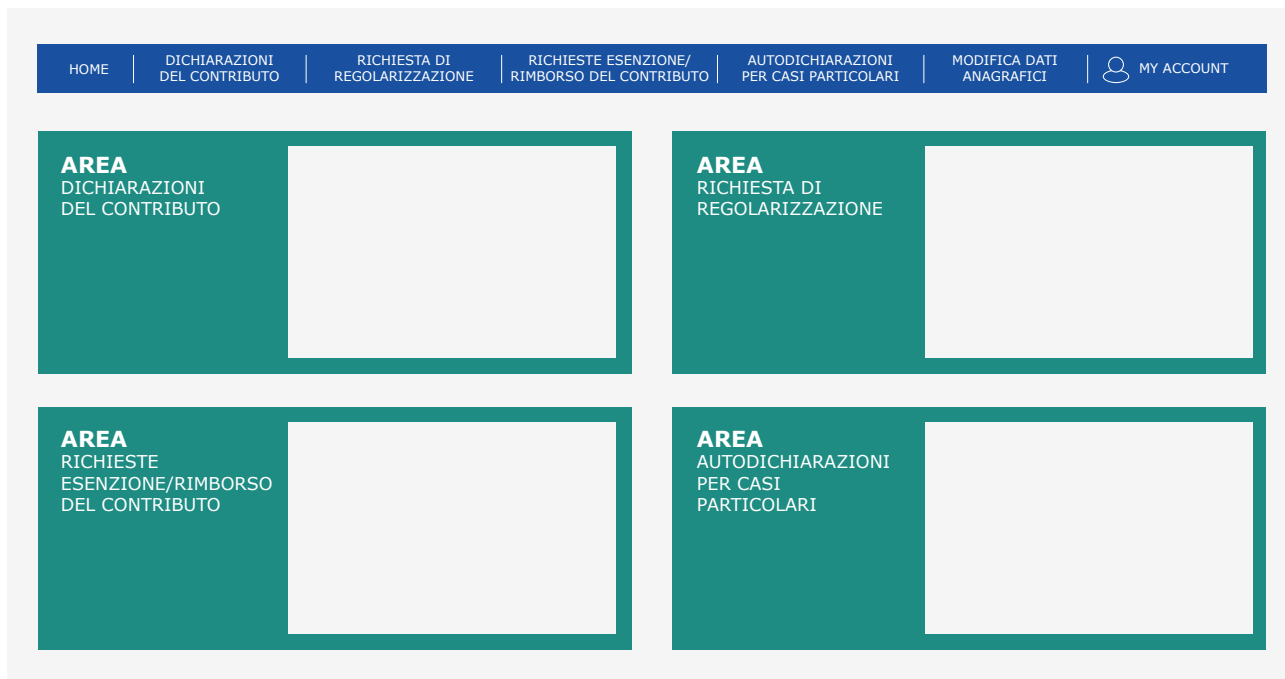 HOME
DICHIARAZIONI
DEL CONTRIBUTO
RICHIESTA DI
REGOLARIZZAZIONE
RICHIESTE ESENZIONE/
RIMBORSO DEL CONTRIBUTO
AUTODICHIARAZIONI
PER CASI PARTICOLARI
MODIFICA DATI
ANAGRAFICI
MY ACCOUNT
AREA
DICHIARAZIONI
DEL CONTRIBUTO
AREA
RICHIESTA DI
REGOLARIZZAZIONE
AREA
RICHIESTE
ESENZIONE/RIMBORSO
DEL CONTRIBUTO
AREA
AUTODICHIARAZIONI
PER CASI
PARTICOLARI